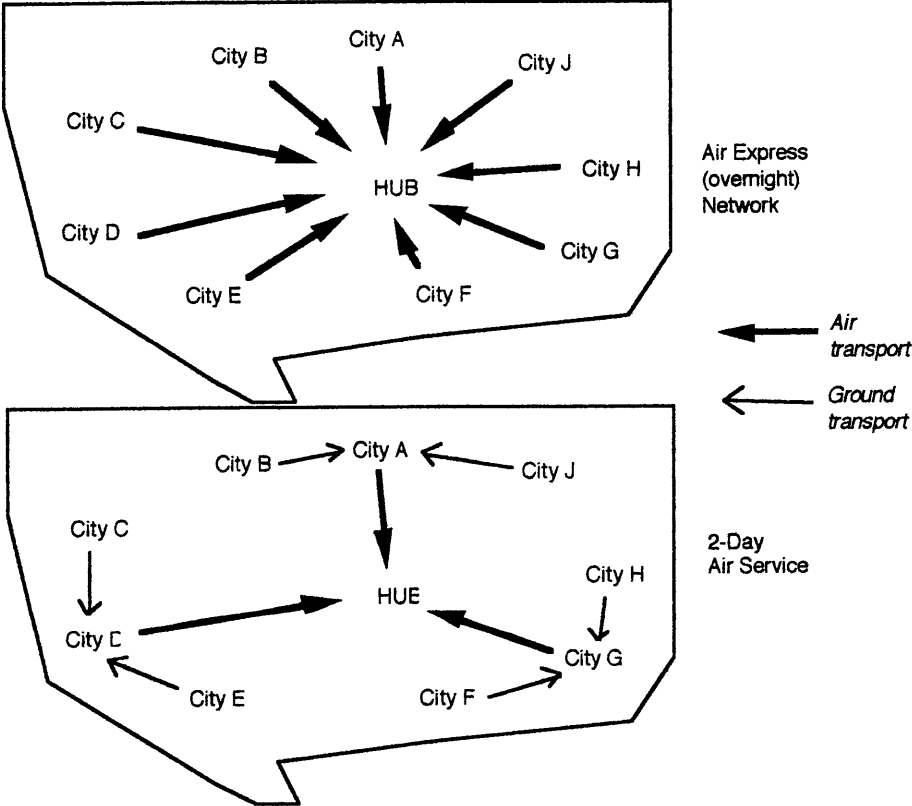 City A
City B
City J
City C
City H
HUB
City D
City G
City E
City F
Air Express
(overnight)
Network
Air
transport
Ground
transport
City A
City B
City J
City C
City H
HUE
City D
City G
City E
City F
2-Day
Air Service